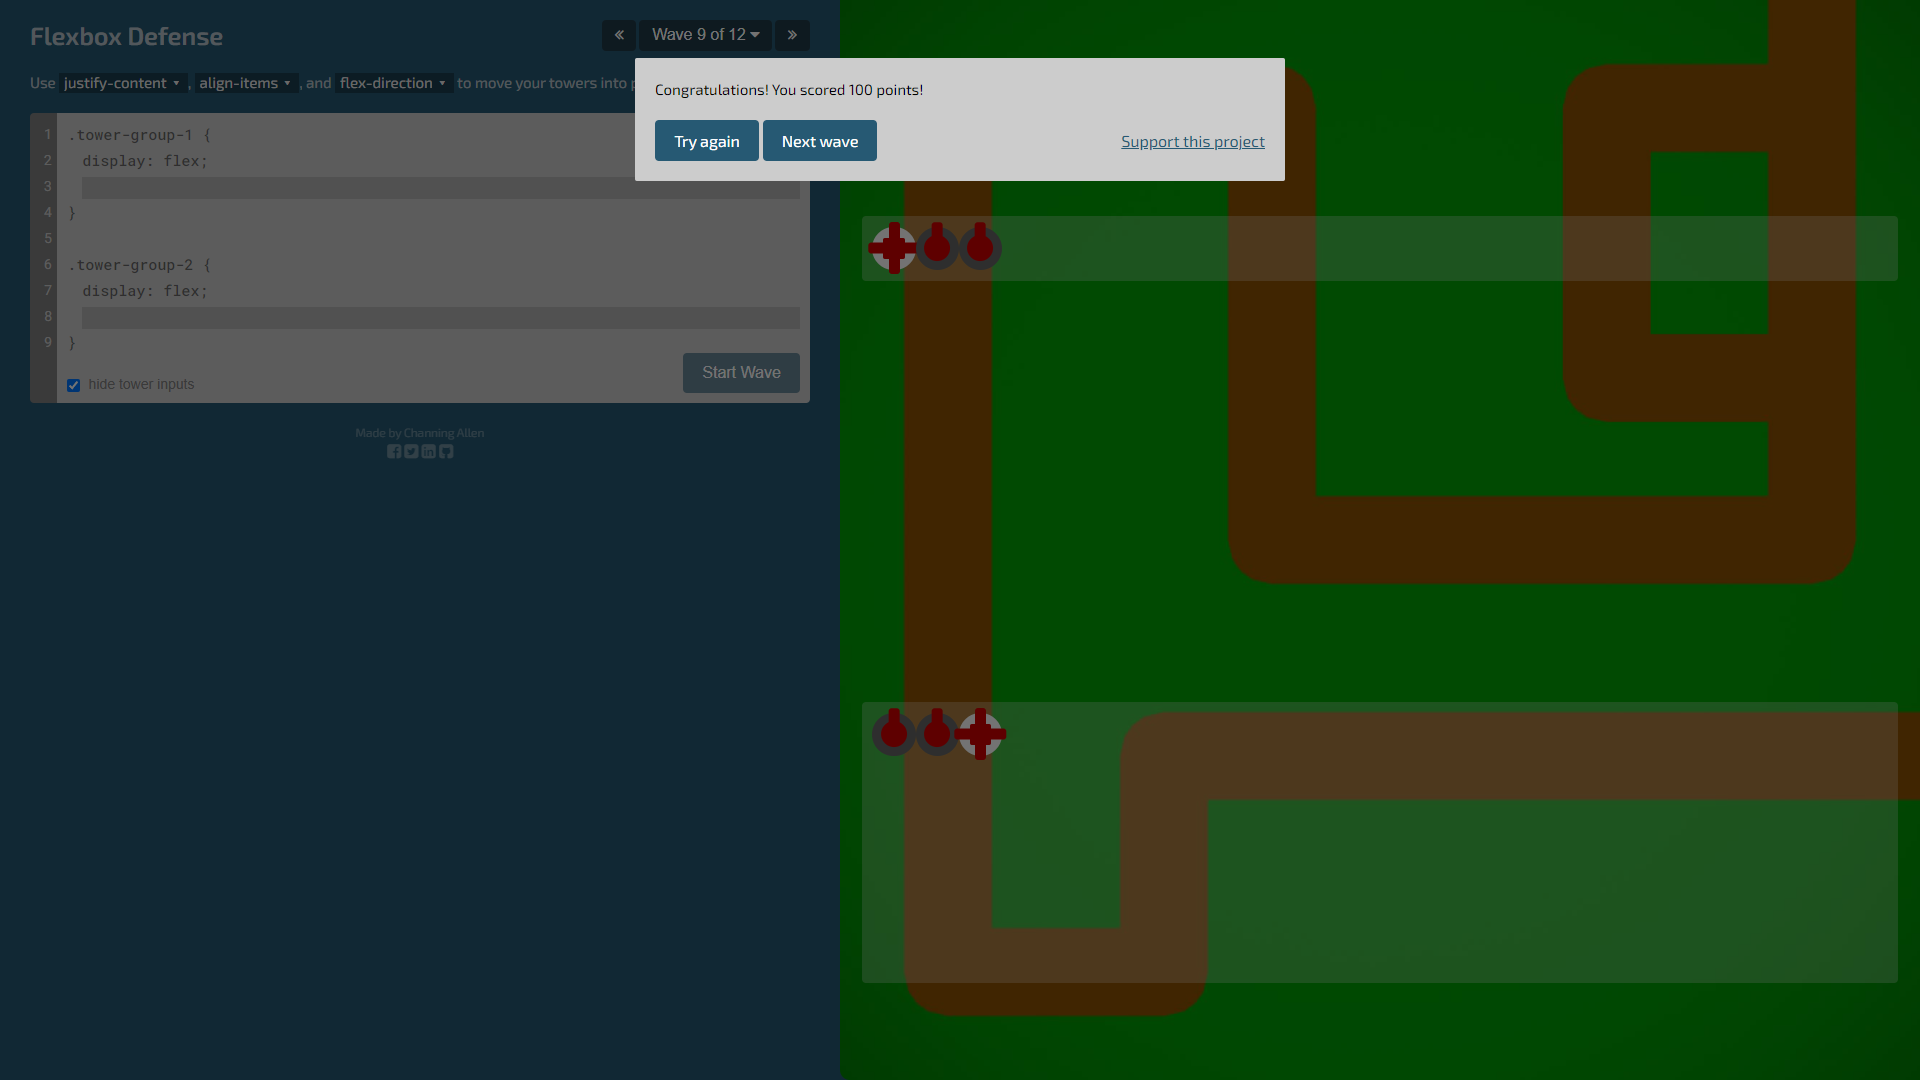 Flexbox Defense
« Wave 9 of 12 »
Use justify-content, align-items, and flex-direction to move your towers into
Congratulations! You scored 100 points!
Try again Next wave Support this project
1 .tower-group-1 {
2 display: flex;
3
4 }
5
6 .tower-group-2 {
7 display: flex;
8
9 }
hide tower inputs Start Wave
Made by Channing Allen